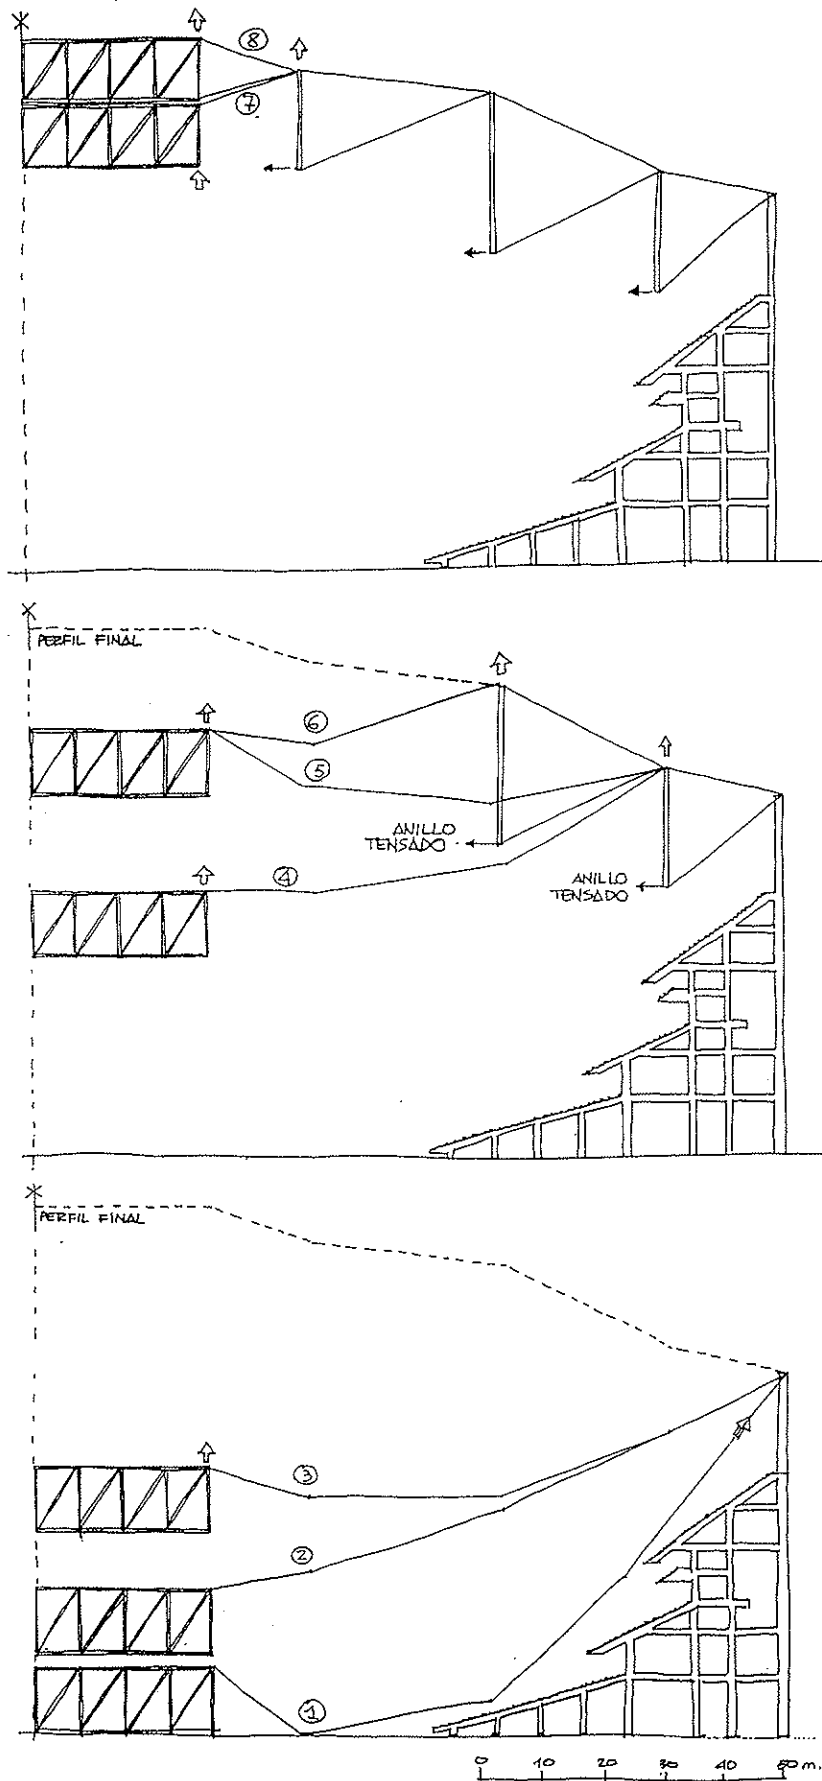 ⑧
⑦
PERFIL FINAL
⑥
⑤
ANILLO
TENSADO
④
ANILLO
TENSADO
PERFIL FINAL
③
②
①
0 10 20 30 40 50 m.